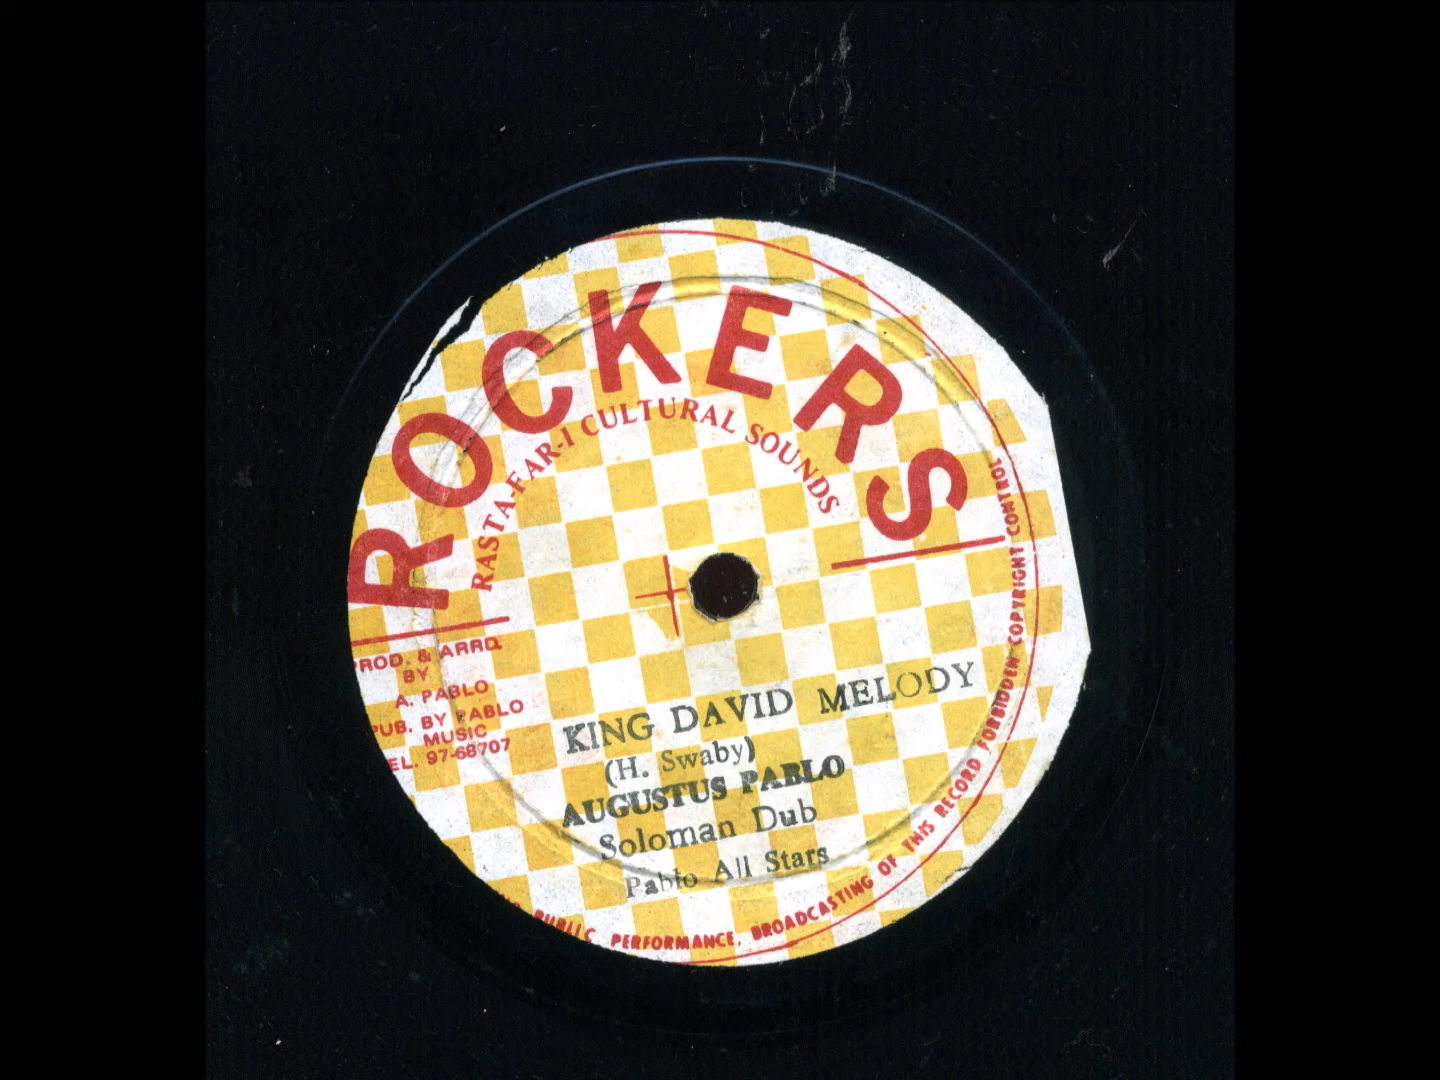 ROCKERS
RASTA-FAR-I CULTURAL SOUNDS
PROD. & ARRD.
BY
A. PABLO
PUB. BY PABLO
MUSIC
EL. 97-68707
KING DAVID MELODY
(H. Swaby)
AUGUSTUS PABLO
Soloman Dub
Pablo All Stars
PUBLIC PERFORMANCE, BROADCASTING OF THIS RECORD FORBIDDEN COPYRIGHT CONTROL